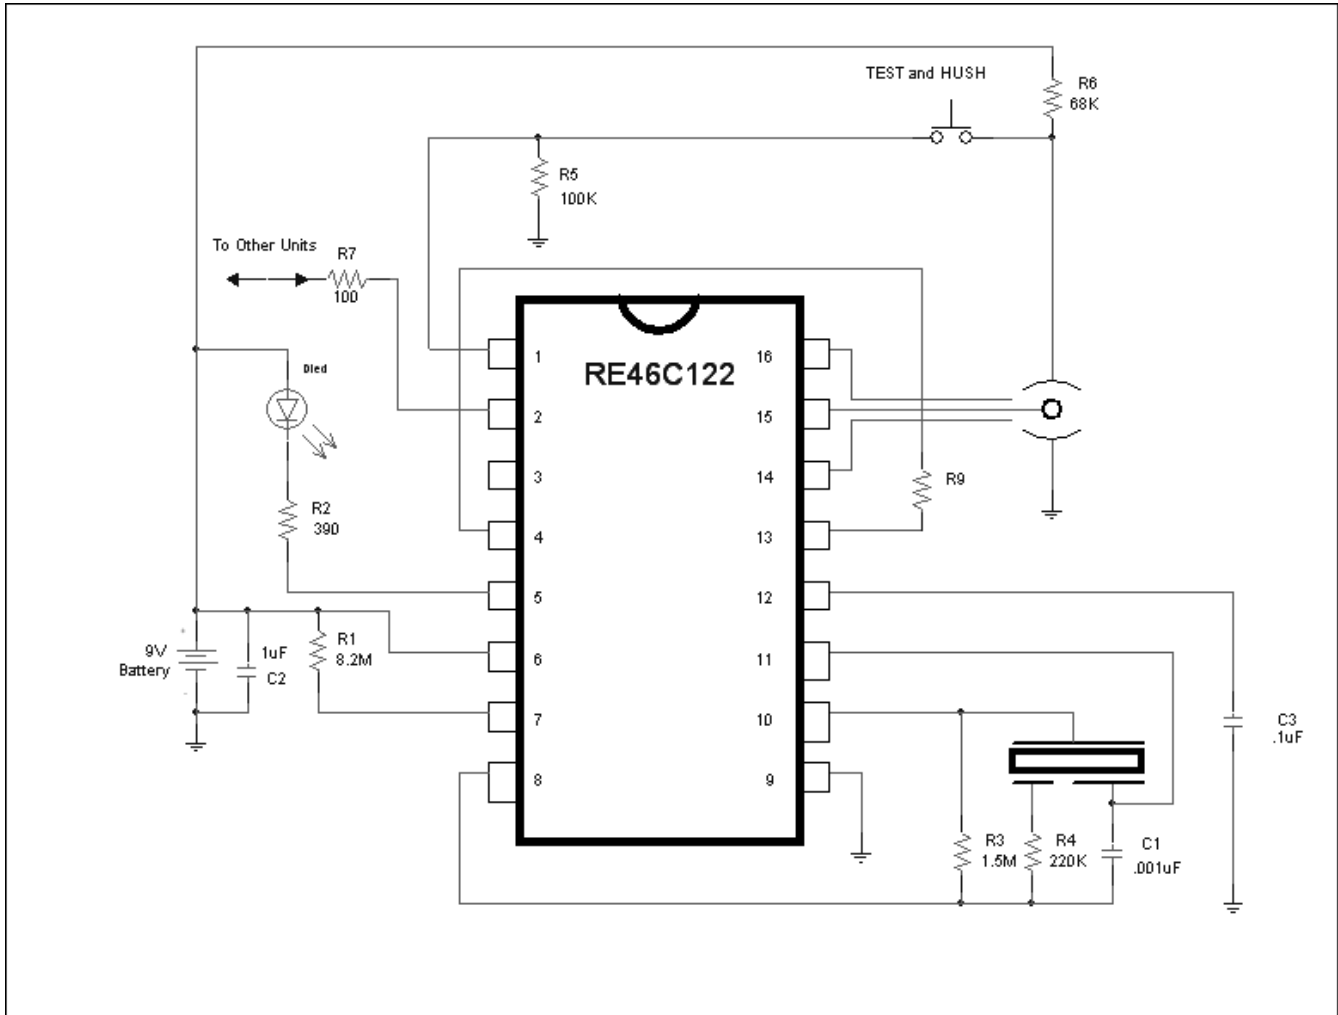 TEST and HUSH
R6
68K
R5
100K
To Other Units
R7
100
RE46C122
Dled
1
2
3
4
5
6
7
8
16
15
14
13
12
11
10
9
R9
R2
390
9V
Battery
+
-
1uF
C2
R1
8.2M
C3
.1uF
R3
1.5M
R4
220K
C1
.001uF